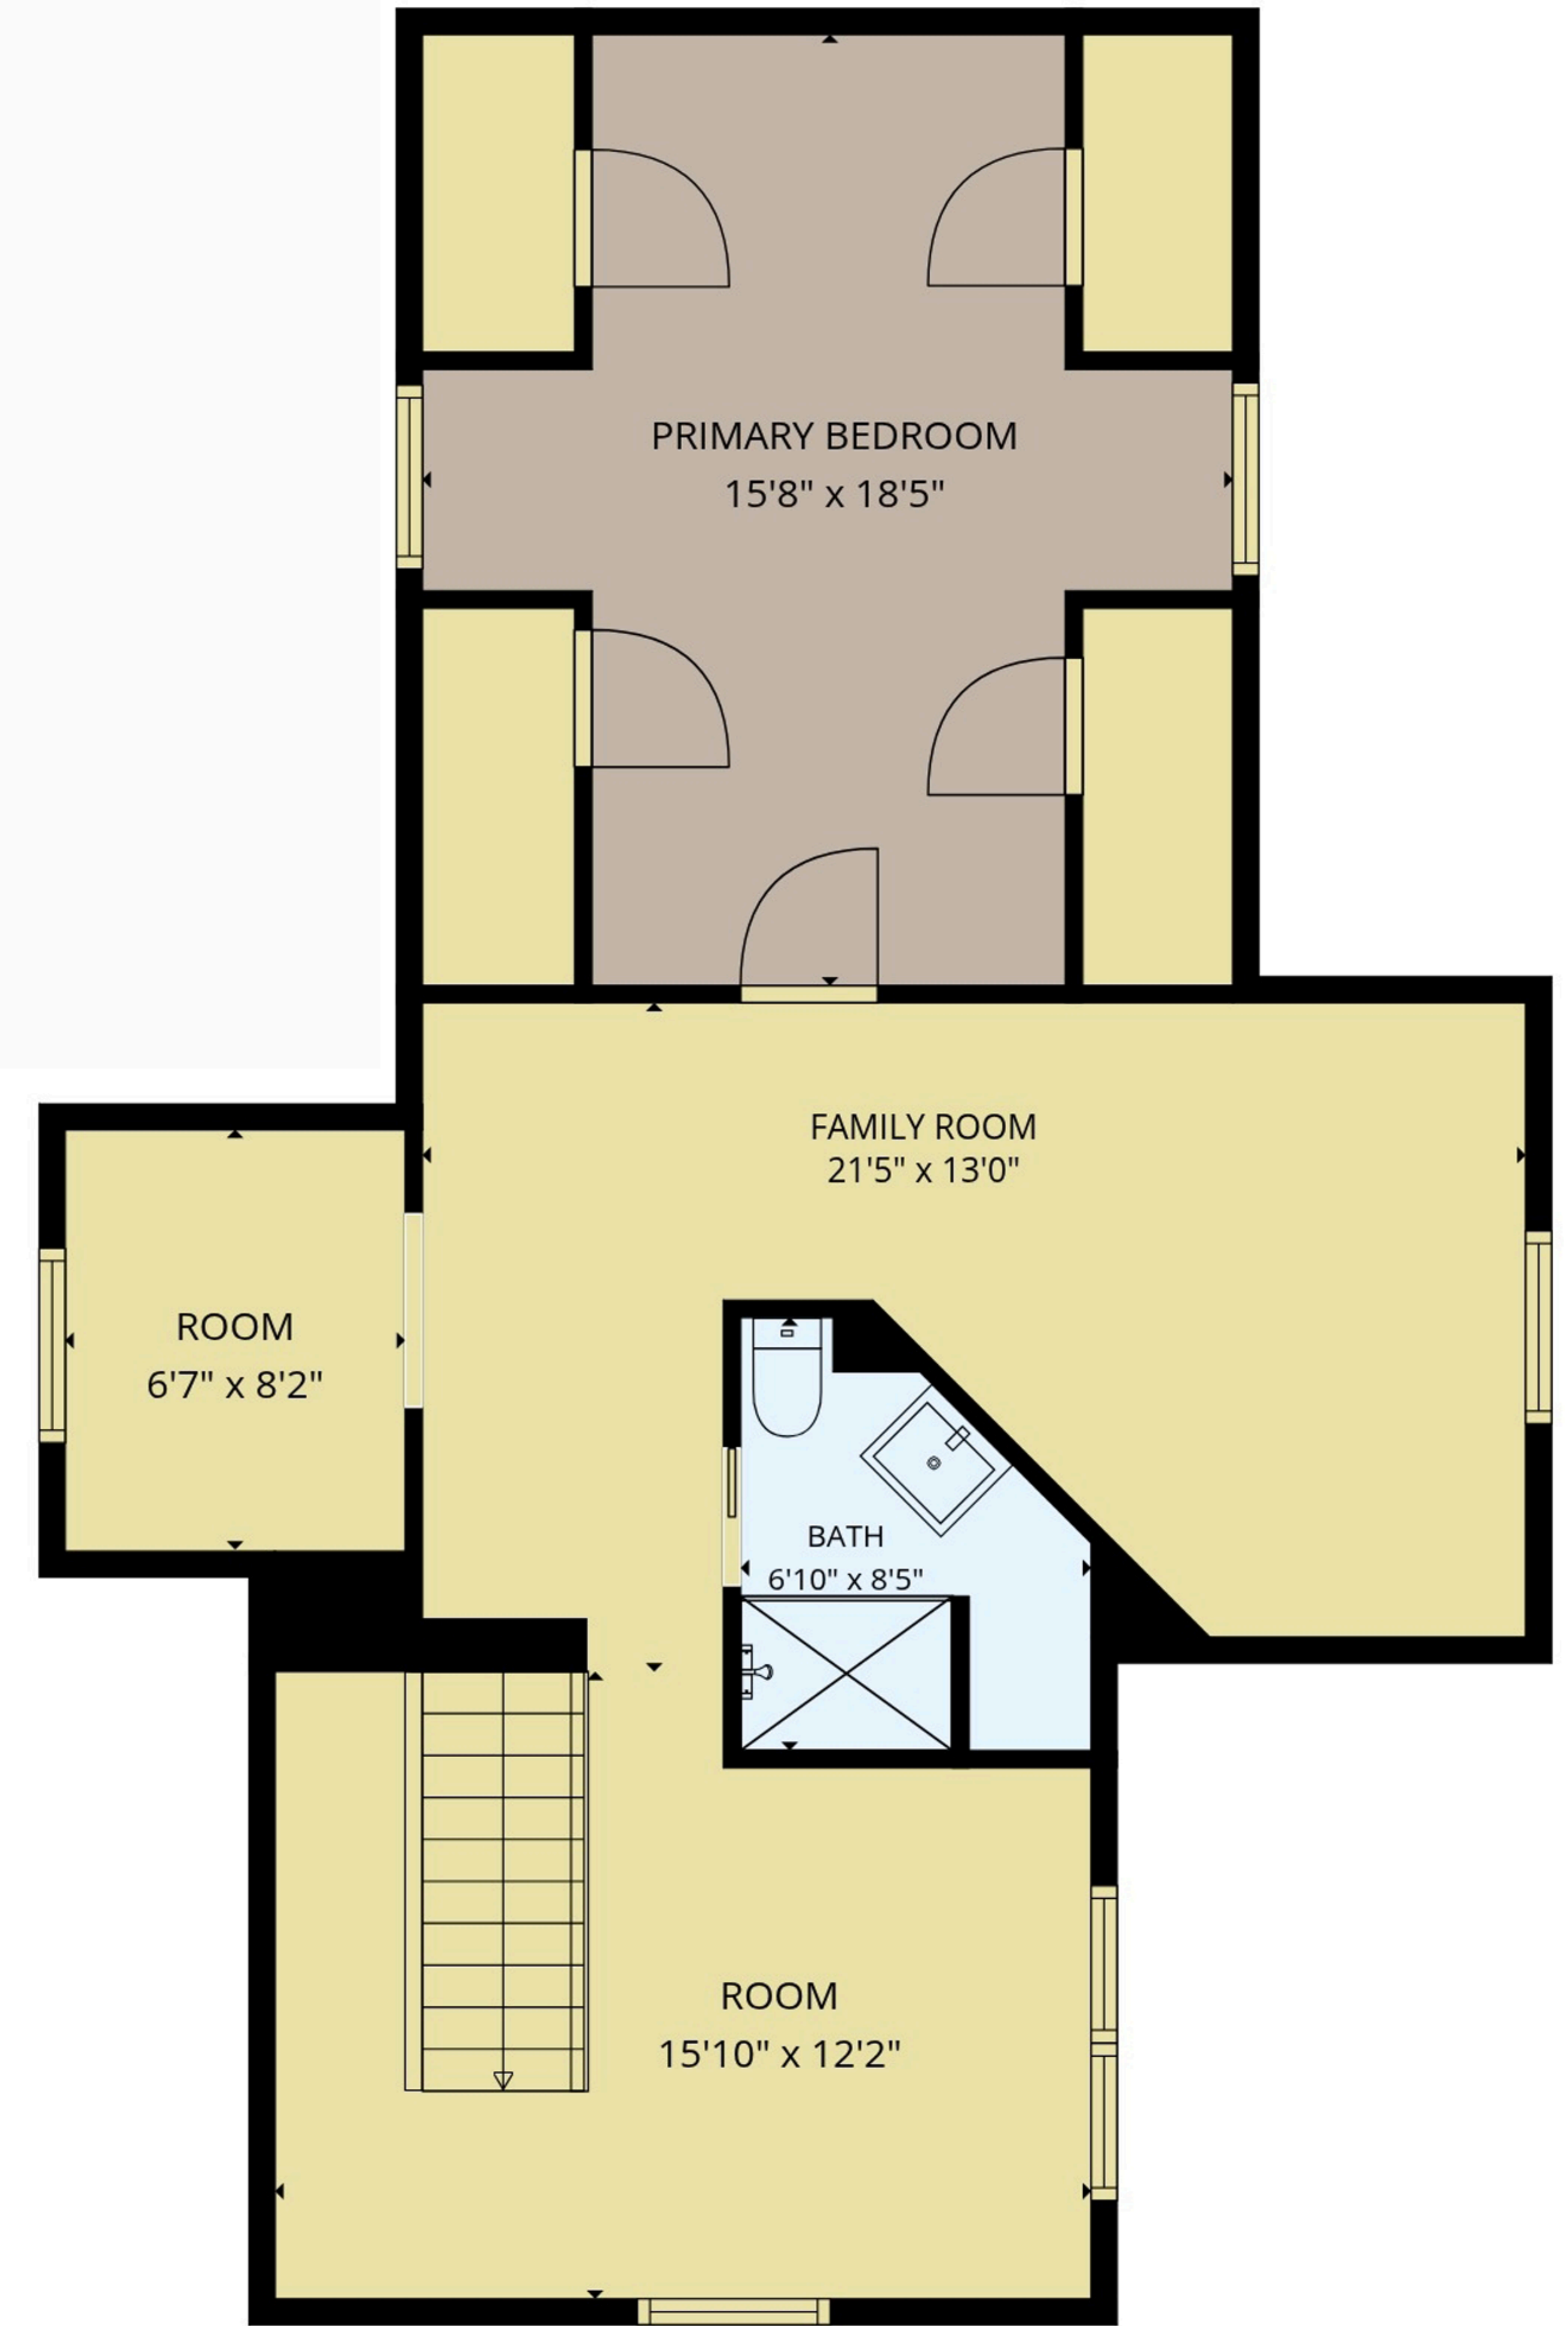 PRIMARY BEDROOM
15'8" x 18'5"
FAMILY ROOM
21'5" x 13'0"
ROOM
6'7" x 8'2"
BATH
6'10" x 8'5"
ROOM
15'10" x 12'2"